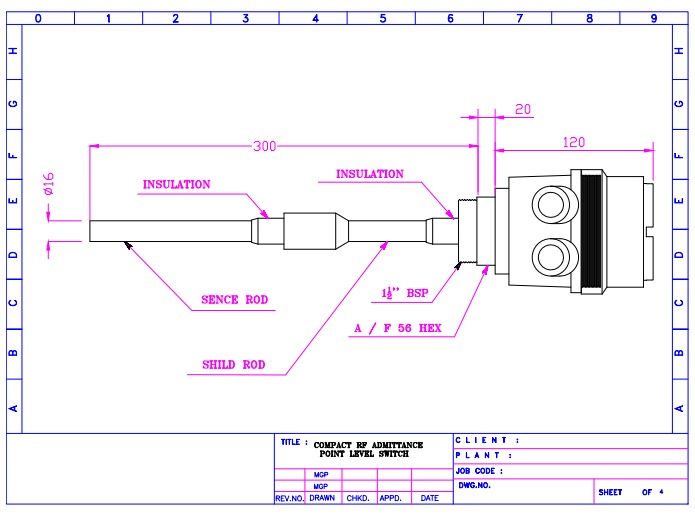 0 1 2 3 4 5 6 7 8 9
H H
G G
F F
E E
D D
C C
B B
A A
20
120
300
Ø16
INSULATION
INSULATION
SENCE ROD
1½" BSP
A / F 56 HEX
SHILD ROD
TITLE : COMPACT RF ADMITTANCE
POINT LEVEL SWITCH
CLIENT :
PLANT :
JOB CODE :
DWG.NO.
MGP
MGP
REV.NO. DRAWN CHKD. APPD. DATE
SHEET OF 4